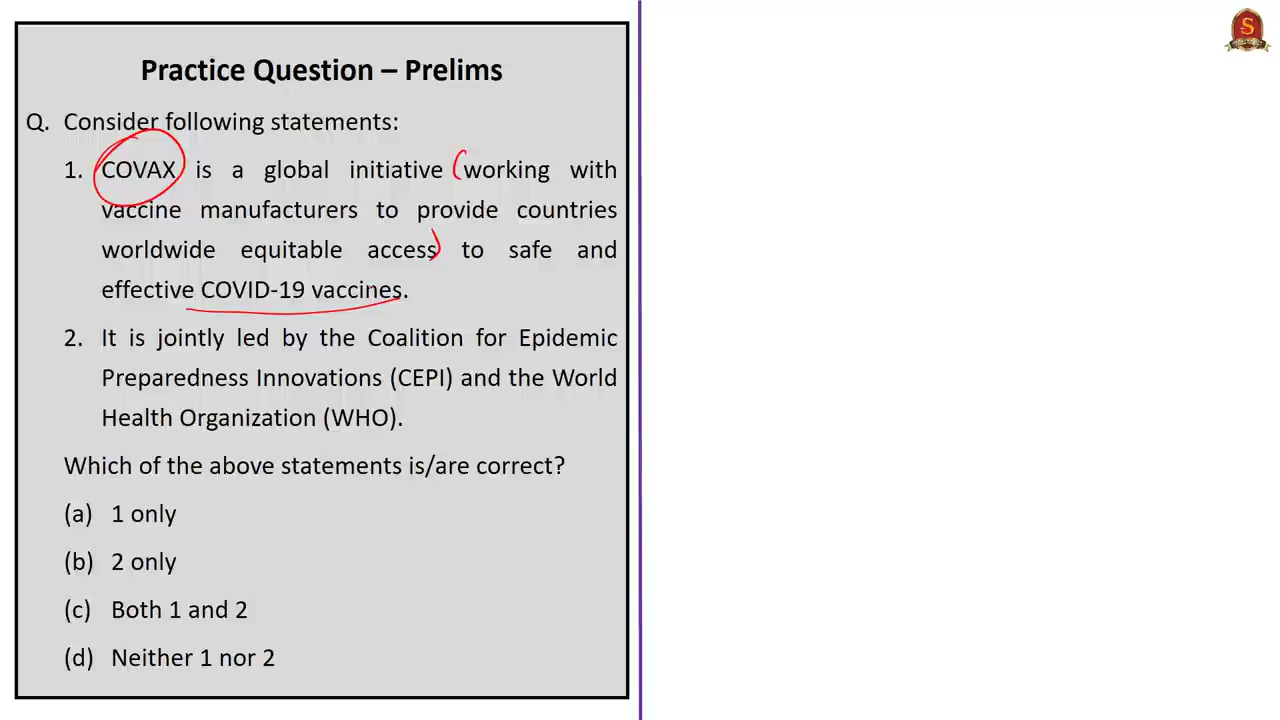 Practice Question – Prelims
Q. Consider following statements:
1. COVAX is a global initiative working with
vaccine manufacturers to provide countries
worldwide equitable access to safe and
effective COVID-19 vaccines.
2. It is jointly led by the Coalition for Epidemic
Preparedness Innovations (CEPI) and the World
Health Organization (WHO).
Which of the above statements is/are correct?
(a) 1 only
(b) 2 only
(c) Both 1 and 2
(d) Neither 1 nor 2
S